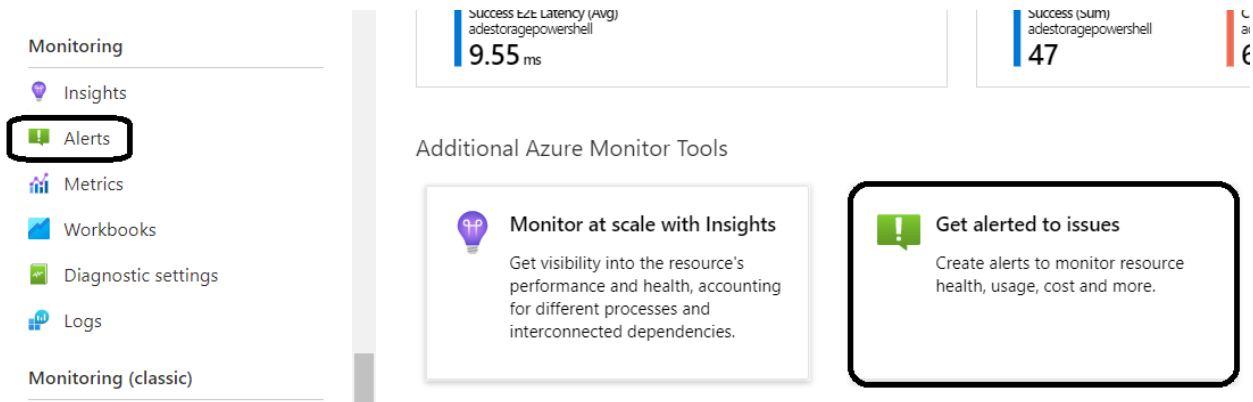 Monitoring
Insights
Alerts
Metrics
Workbooks
Diagnostic settings
Logs
Monitoring (classic)
Success E2E Latency (Avg)
adestoragepowershell
9.55 ms
Success (Sum)
adestoragepowershell
47
Additional Azure Monitor Tools
Monitor at scale with Insights
Get visibility into the resource's
performance and health, accounting
for different processes and
interconnected dependencies.
Get alerted to issues
Create alerts to monitor resource
health, usage, cost and more.